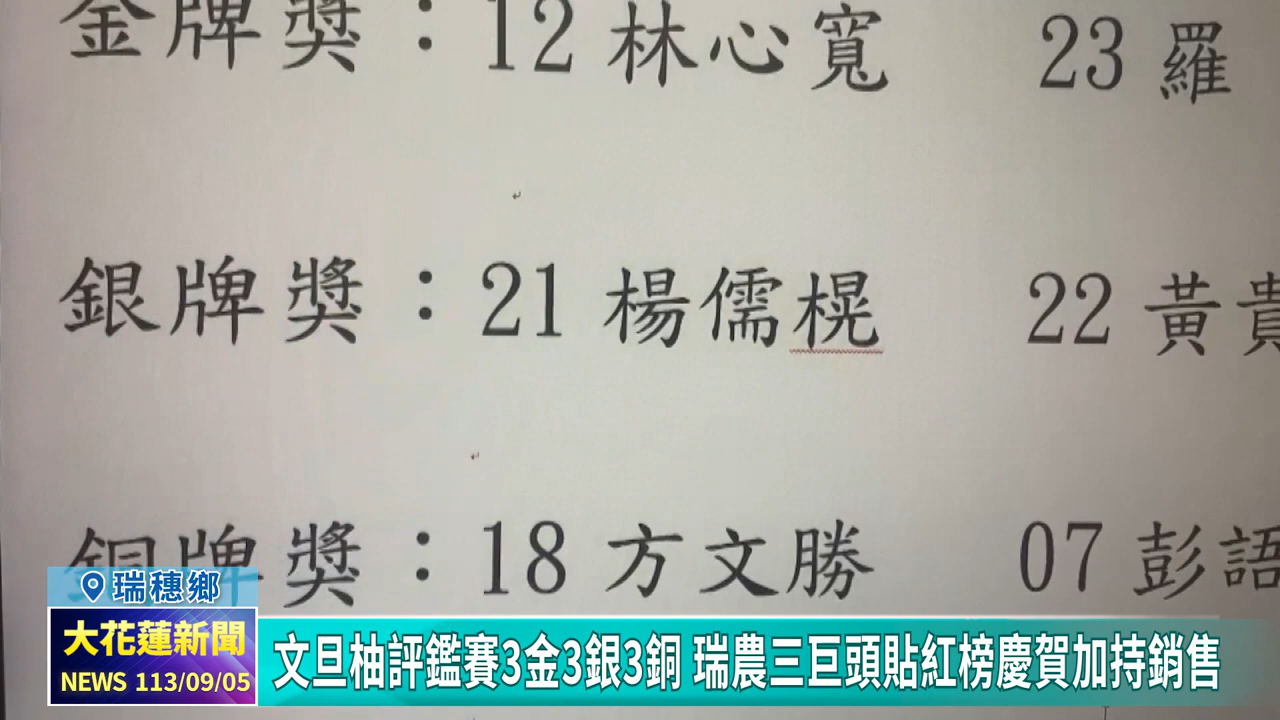 金牌獎：12 林心寬 23 羅
銀牌獎：21 楊儒榥 22 黃貴
銅牌獎：18 方文勝 07 彭語
瑞穗鄉
大花蓮新聞
NEWS 113/09/05
文旦柚評鑑賽3金3銀3銅 瑞農三巨頭貼紅榜慶賀加持銷售